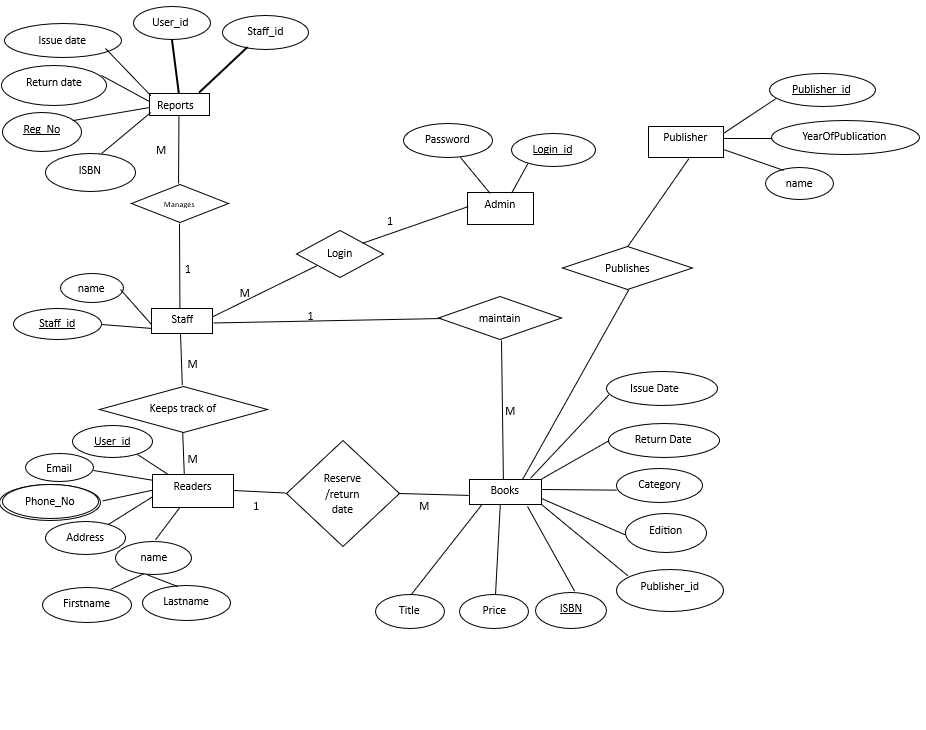 User_id
Staff_id
Issue date
Return date
Reports
Reg_No
ISBN
M
Manages
1
Publisher_id
YearOfPublication
name
Publisher
Password
Login_id
Admin
1
Login
M
Publishes
name
Staff_id
Staff
1
maintain
M
Keeps track of
M
M
User_id
Email
Phone_No
Address
Readers
name
Firstname
Lastname
1
Reserve
/return
date
M
Issue Date
Return Date
Category
Edition
Publisher_id
Books
Title
Price
ISBN